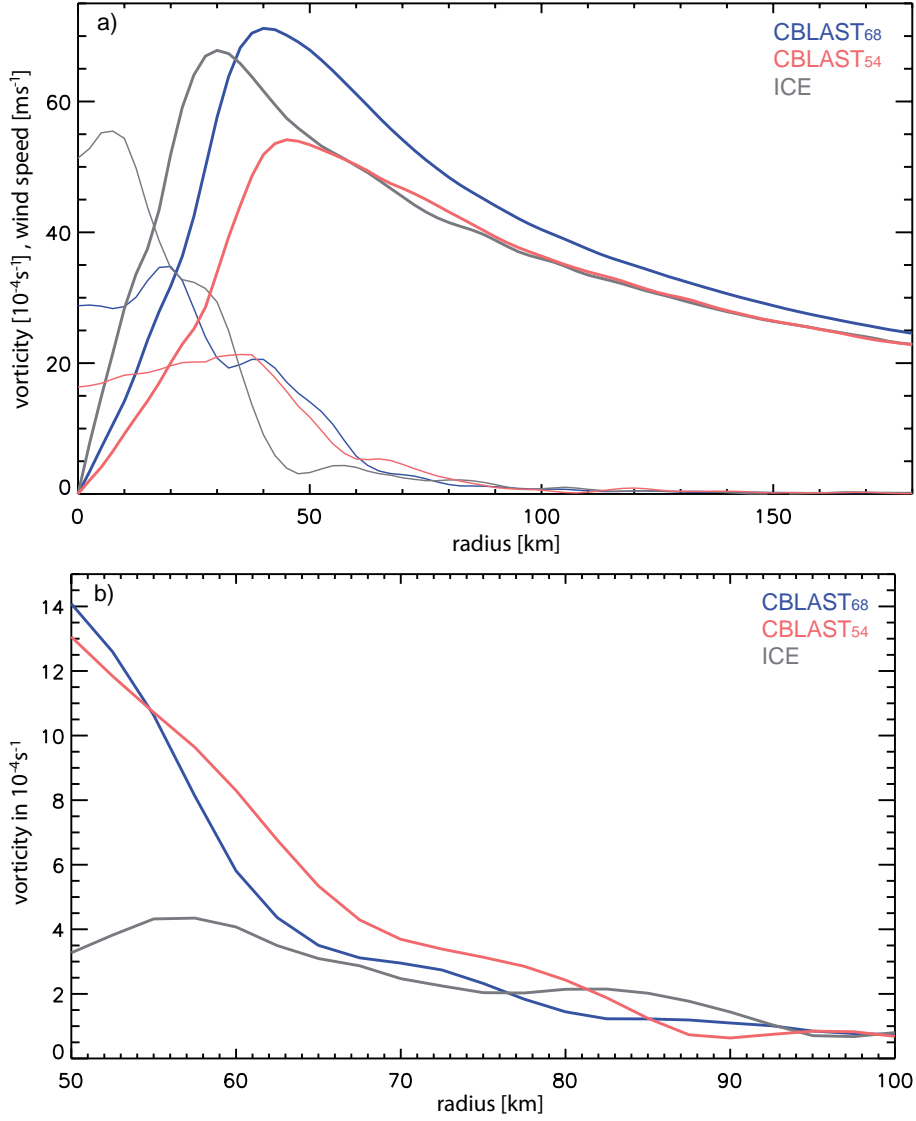 a)
CBLAST68
CBLAST54
ICE
60
40
20
0
vorticity [10-4s-1] , wind speed [ms-1]
0 50 100 150
radius [km]
b)
CBLAST68
CBLAST54
ICE
14
12
10
8
6
4
2
0
vorticity in 10-4s-1
50 60 70 80 90 100
radius [km]